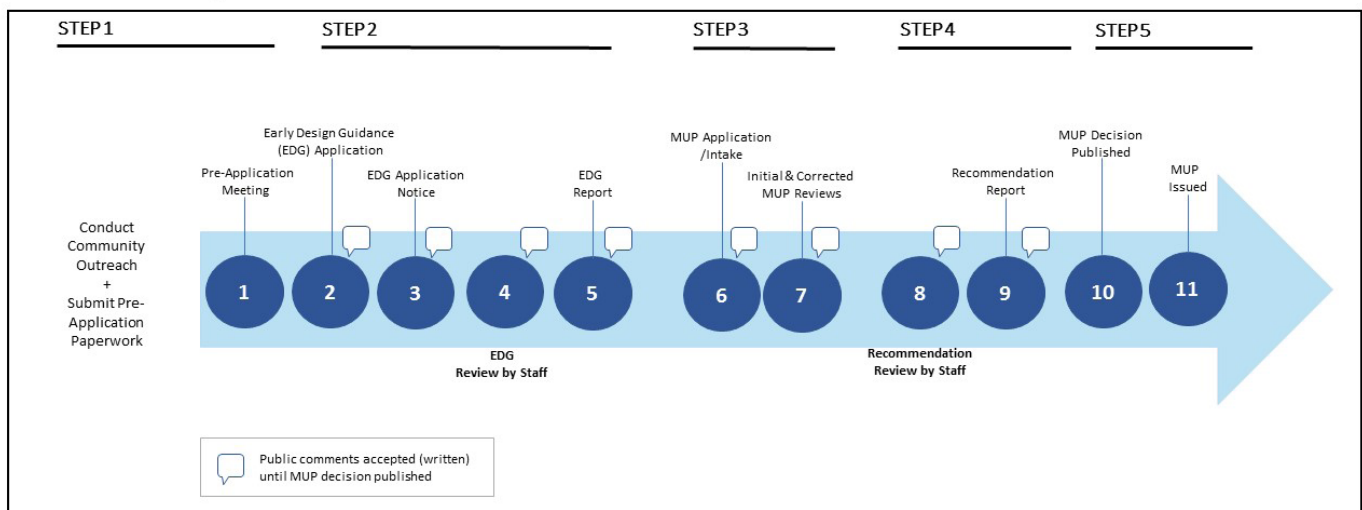 STEP1
STEP2
STEP3
STEP4
STEP5
Conduct
Community
Outreach
+
Submit Pre-
Application
Paperwork
Pre-Application
Meeting
Early Design Guidance
(EDG) Application
EDG Application
Notice
EDG
Report
MUP Application
/Intake
Initial & Corrected
MUP Reviews
Recommendation
Report
MUP Decision
Published
MUP
Issued
1
2
3
4
5
6
7
8
9
10
11
EDG
Review by Staff
Recommendation
Review by Staff
Public comments accepted (written)
until MUP decision published